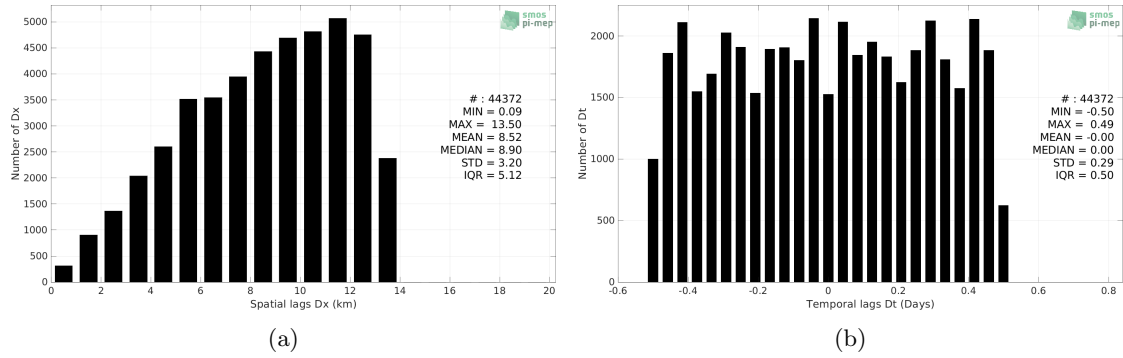 smos
pi-mep
5000
4500
4000
3500
3000
2500
2000
1500
1000
500
0
Number of Dx
# : 44372
MIN = 0.09
MAX = 13.50
MEAN = 8.52
MEDIAN = 8.90
STD = 3.20
IQR = 5.12
0 2 4 6 8 10 12 14 16 18 20
Spatial lags Dx (km)
(a)
smos
pi-mep
2000
1500
1000
500
0
Number of Dt
# : 44372
MIN = -0.50
MAX = 0.49
MEAN = -0.00
MEDIAN = 0.00
STD = 0.29
IQR = 0.50
-0.6 -0.4 -0.2 0 0.2 0.4 0.6 0.8
Temporal lags Dt (Days)
(b)